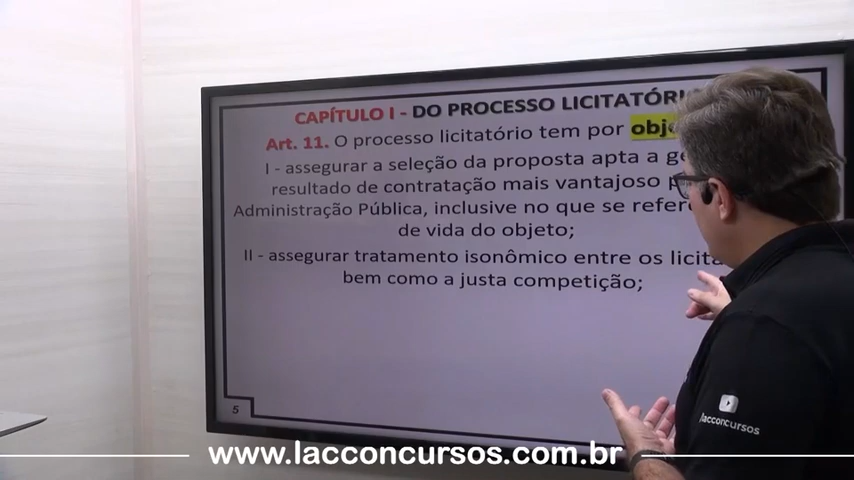 CAPÍTULO I - DO PROCESSO LICITATÓRI
Art. 11. O processo licitatório tem por obj
I - assegurar a seleção da proposta apta a ge
resultado de contratação mais vantajoso p
Administração Pública, inclusive no que se refer
de vida do objeto;
II - assegurar tratamento isonômico entre os licita
bem como a justa competição;
5
lacconcursos
www.lacconcursos.com.br